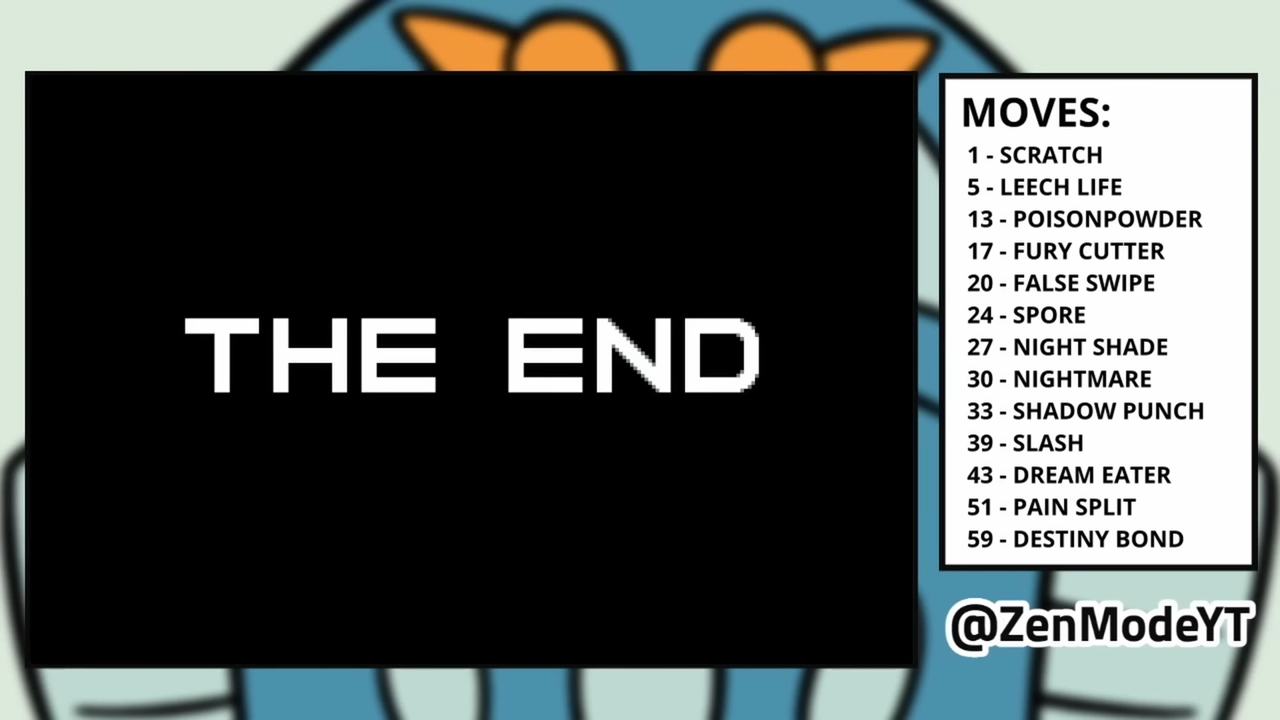 THE END
MOVES:
1 - SCRATCH
5 - LEECH LIFE
13 - POISONPOWDER
17 - FURY CUTTER
20 - FALSE SWIPE
24 - SPORE
27 - NIGHT SHADE
30 - NIGHTMARE
33 - SHADOW PUNCH
39 - SLASH
43 - DREAM EATER
51 - PAIN SPLIT
59 - DESTINY BOND
@ZenModeYT